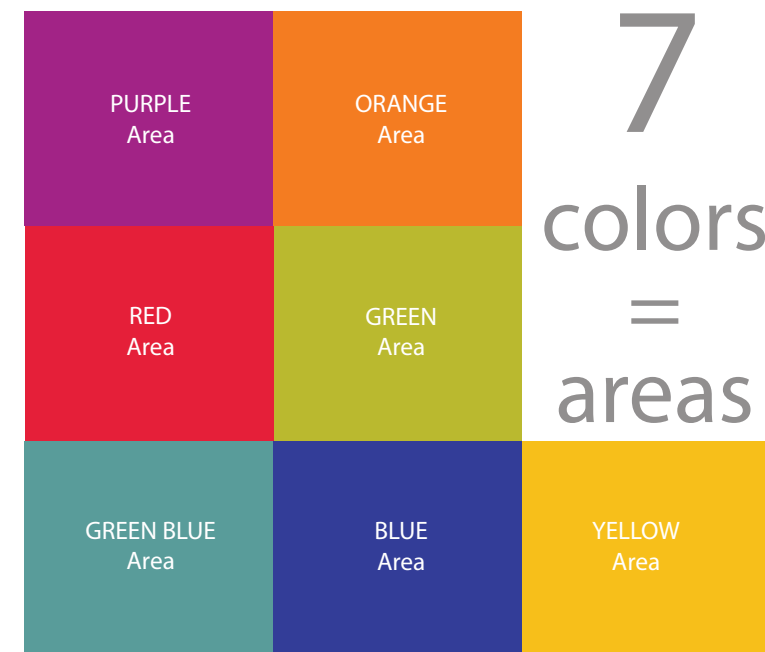 PURPLE
Area
ORANGE
Area
7
colors
=
areas
RED
Area
GREEN
Area
GREEN BLUE
Area
BLUE
Area
YELLOW
Area